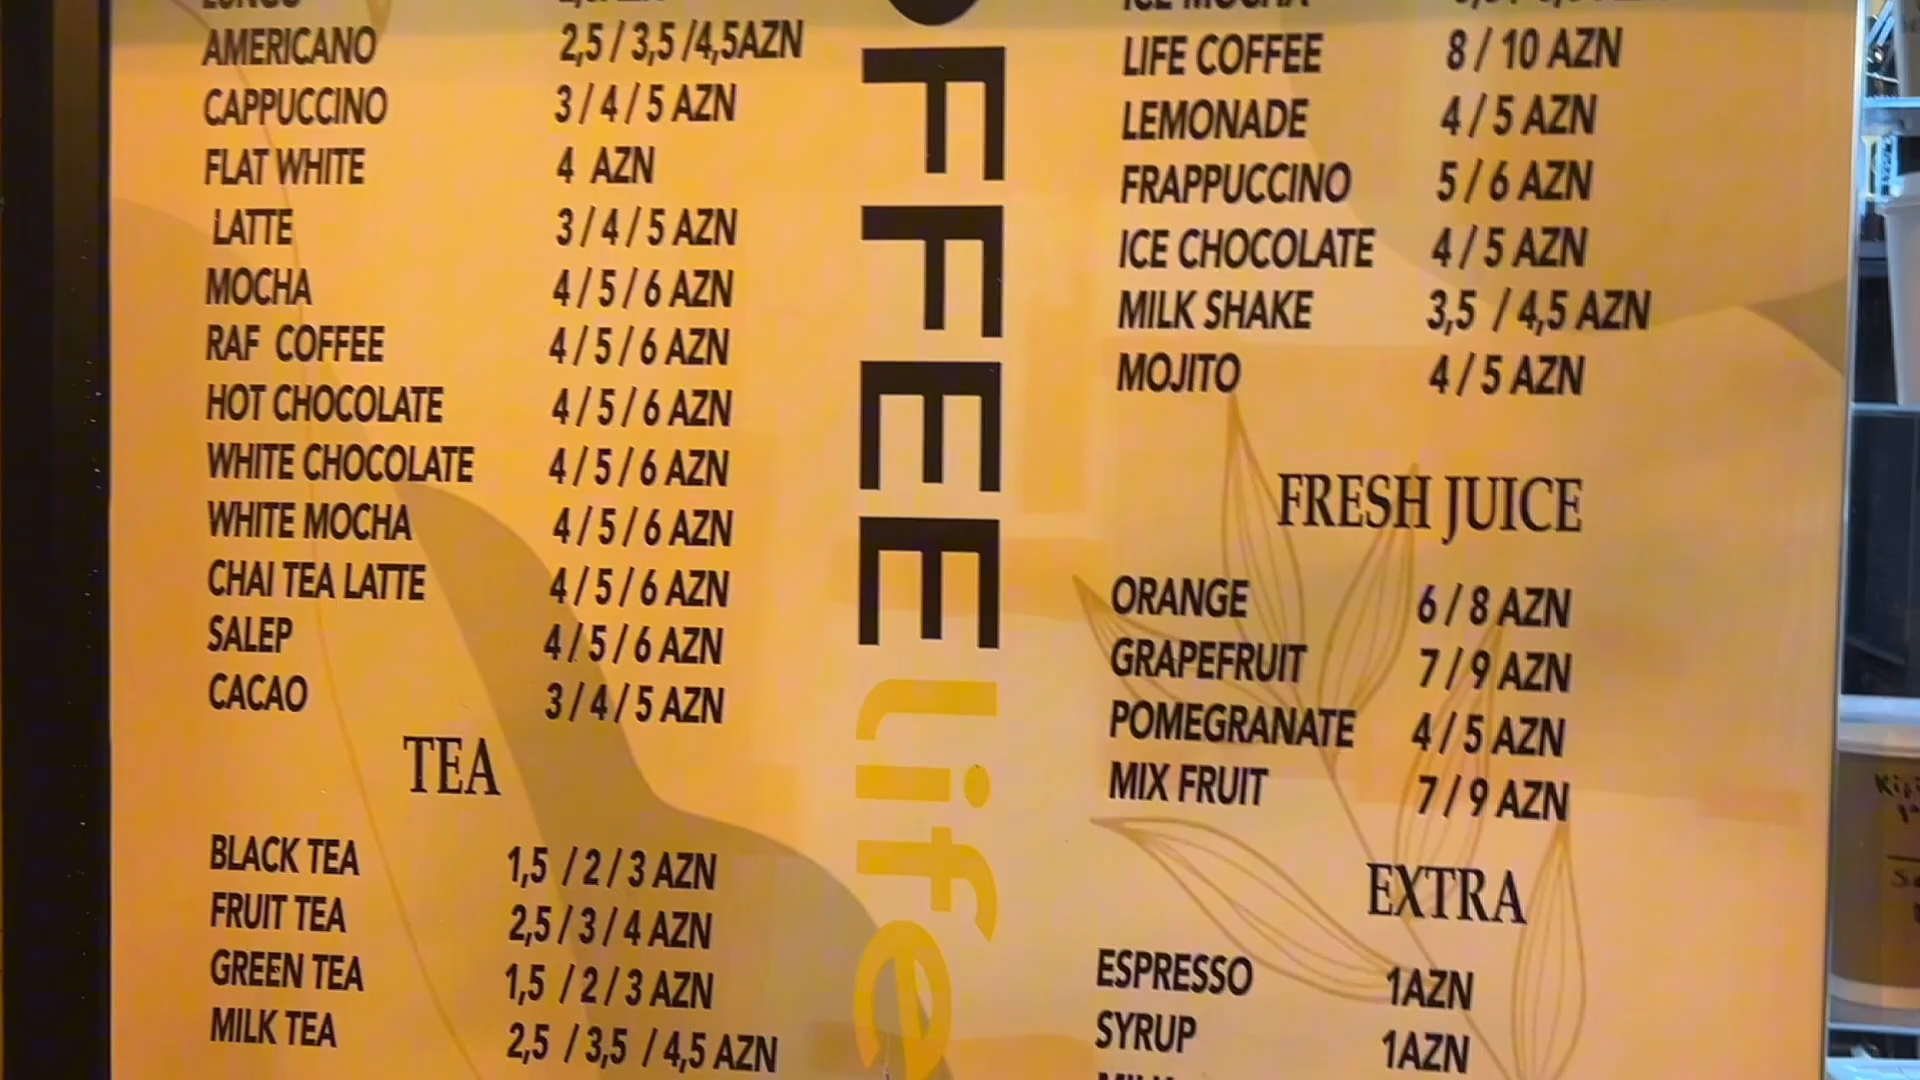 LUNGO
AMERICANO 2,5 / 3,5 /4,5AZN
CAPPUCCINO 3 / 4 / 5 AZN
FLAT WHITE 4 AZN
LATTE 3 / 4 / 5 AZN
MOCHA 4 / 5 / 6 AZN
RAF COFFEE 4 / 5 / 6 AZN
HOT CHOCOLATE 4 / 5 / 6 AZN
WHITE CHOCOLATE 4 / 5 / 6 AZN
WHITE MOCHA 4 / 5 / 6 AZN
CHAI TEA LATTE 4 / 5 / 6 AZN
SALEP 4 / 5 / 6 AZN
CACAO 3 / 4 / 5 AZN
TEA
BLACK TEA 1,5 / 2 / 3 AZN
FRUIT TEA 2,5 / 3 / 4 AZN
GREEN TEA 1,5 / 2 / 3 AZN
MILK TEA 2,5 / 3,5 / 4,5 AZN
FFEE life
ICE MOCHA
LIFE COFFEE 8 / 10 AZN
LEMONADE 4 / 5 AZN
FRAPPUCCINO 5 / 6 AZN
ICE CHOCOLATE 4 / 5 AZN
MILK SHAKE 3,5 / 4,5 AZN
MOJITO 4 / 5 AZN
FRESH JUICE
ORANGE 6 / 8 AZN
GRAPEFRUIT 7 / 9 AZN
POMEGRANATE 4 / 5 AZN
MIX FRUIT 7 / 9 AZN
EXTRA
ESPRESSO 1AZN
SYRUP 1AZN